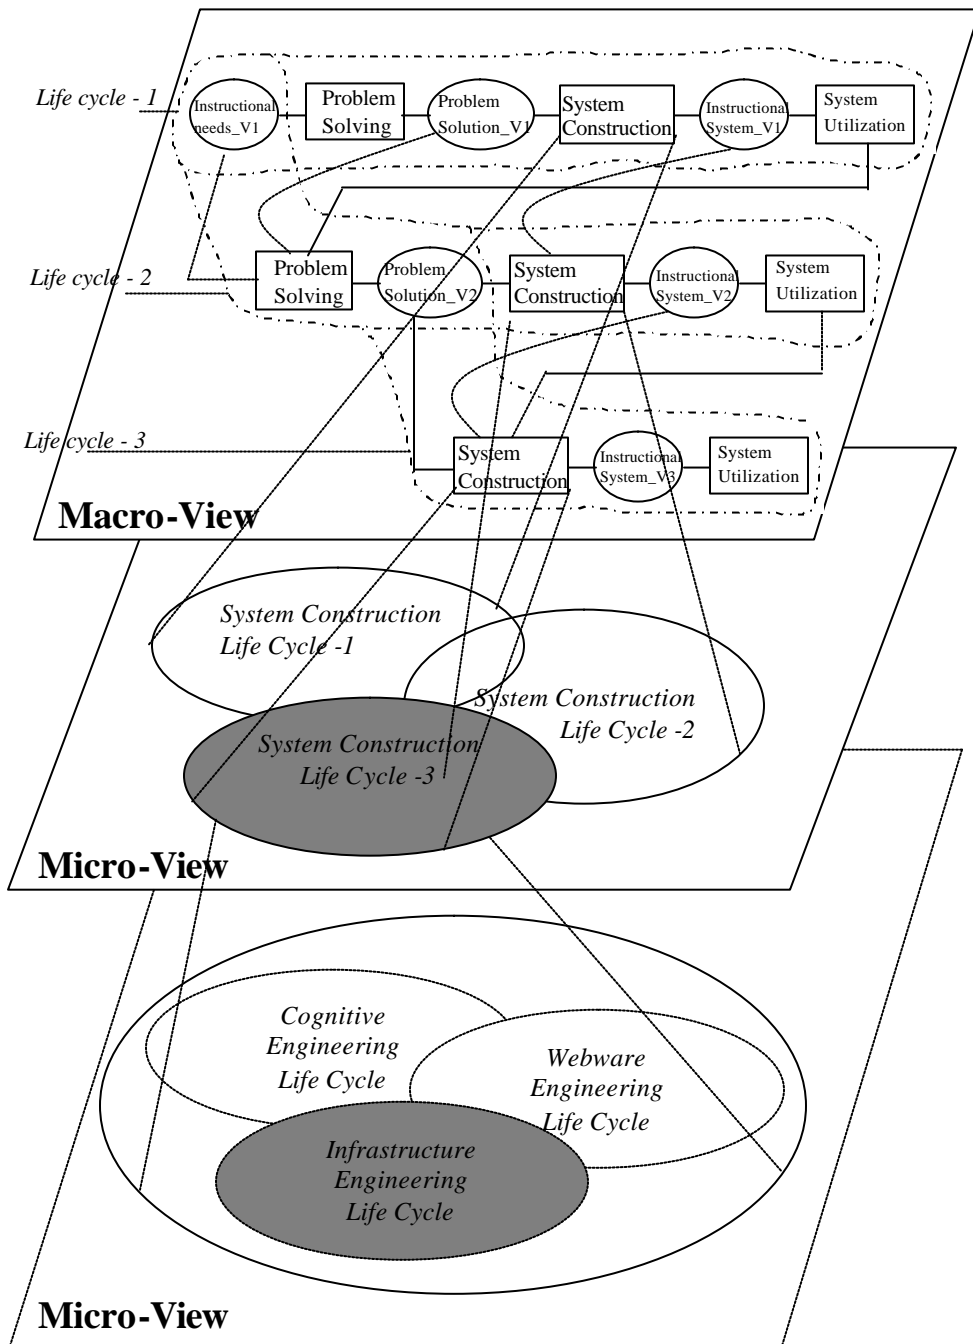 Life cycle - 1
Instructional
needs_V1
Problem
Solving
Problem
Solution_V1
System
Construction
Instructional
System_V1
System
Utilization
Life cycle - 2
Problem
Solving
Problem
Solution_V2
System
Construction
Instructional
System_V2
System
Utilization
Life cycle - 3
System
Construction
Instructional
System_V3
System
Utilization
Macro-View
System Construction
Life Cycle -1
System Construction
Life Cycle -2
System Construction
Life Cycle -3
Micro-View
Cognitive
Engineering
Life Cycle
Webware
Engineering
Life Cycle
Infrastructure
Engineering
Life Cycle
Micro-View